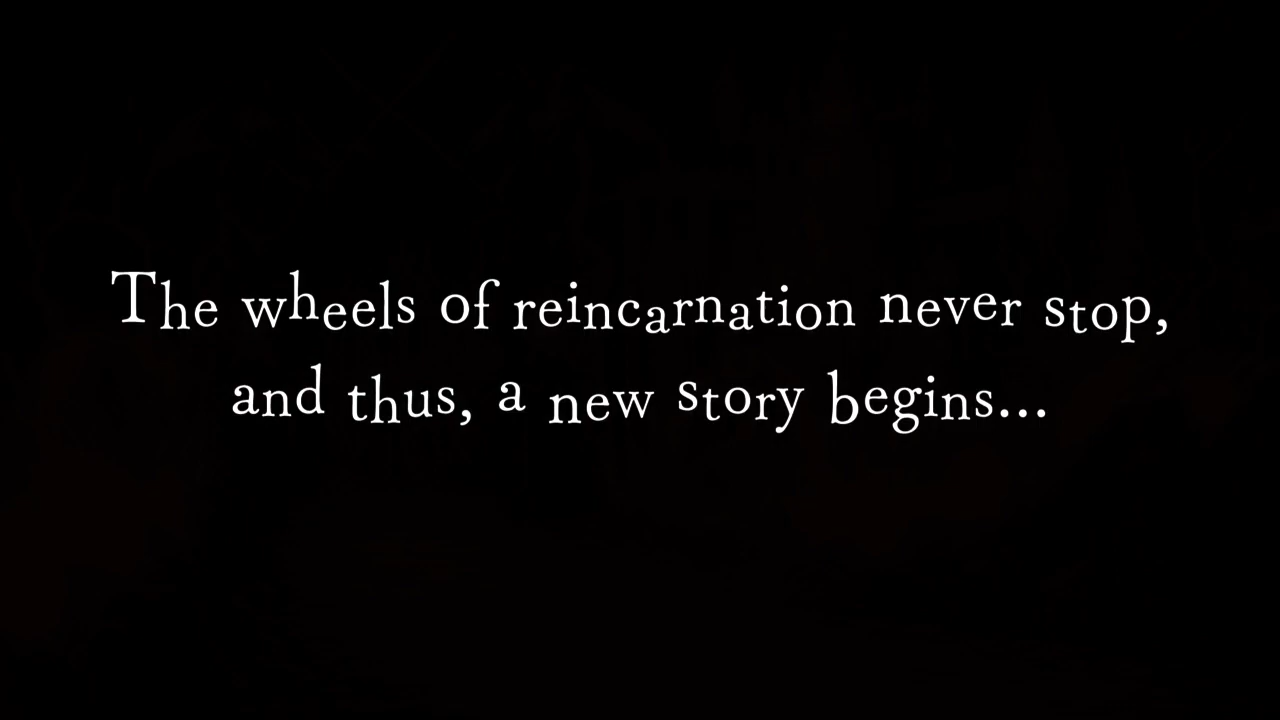 The wheels of reincarnation never stop,
and thus, a new story begins...